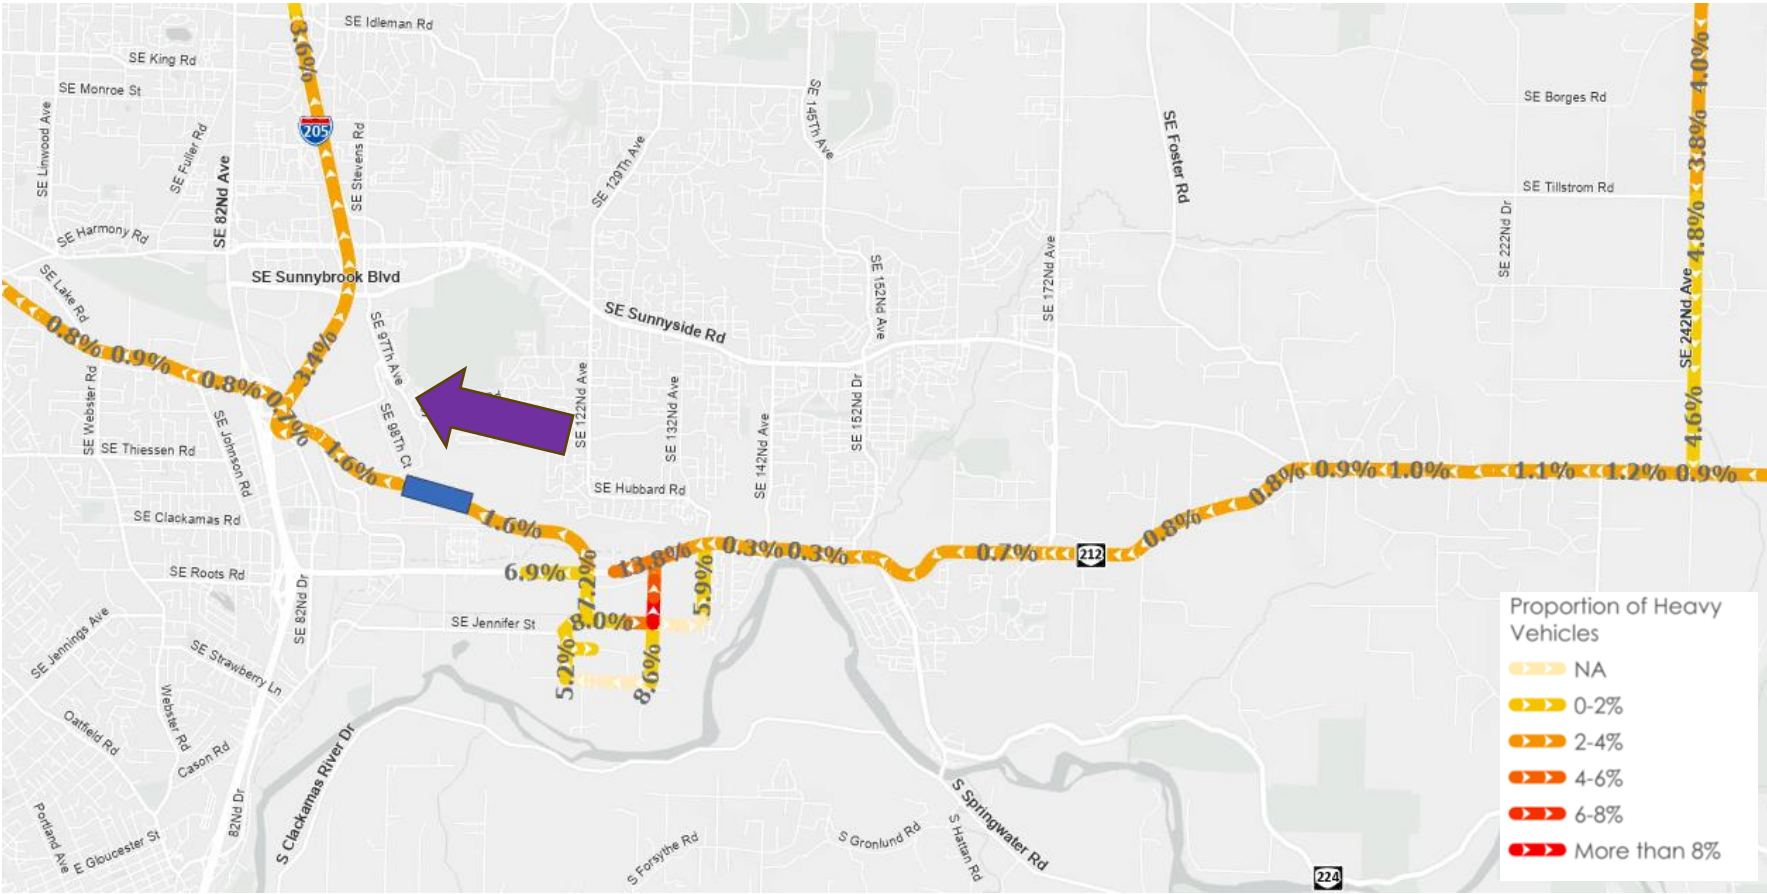 SE Idleman Rd
SE King Rd
SE Monroe St
3.6%
205
SE Linwood Ave
SE Fuller Rd
SE 82Nd Ave
SE Stevens Rd
SE 129Th Ave
SE 145Th Ave
SE Foster Rd
SE Borges Rd
4.0%
3.8%
SE Tillstrom Rd
SE 222Nd Dr
4.8%
SE 242Nd Ave
4.6%
SE Harmony Rd
SE Sunnybrook Blvd
SE Lake Rd
SE Sunnyside Rd
SE 152Nd Ave
SE 172Nd Ave
0.8%
0.9%
0.8%
0.7%
3.4%
SE 97Th Ave
SE 98Th Ct
SE Webster Rd
SE Thiessen Rd
SE Johnson Rd
1.6%
SE 122Nd Ave
SE 132Nd Ave
SE 142Nd Ave
SE 152Nd Dr
SE Hubbard Rd
SE Clackamas Rd
1.6%
SE Roots Rd
SE 82Nd Dr
6.9%
7.2%
13.8%
0.3%
0.3%
0.7%
212
0.8%
0.8%
0.9%
1.0%
1.1%
1.2%
0.9%
5.9%
SE Jennifer St
8.0%
5.2%
8.6%
SE Jennings Ave
SE Strawberry Ln
Webster Rd
Oatfield Rd
Cason Rd
Portland Ave
E Gloucester St
82Nd Dr
S Clackamas River Dr
S Forsythe Rd
S Gronlund Rd
S Hattan Rd
S Springwater Rd
224
Proportion of Heavy
Vehicles
NA
0-2%
2-4%
4-6%
6-8%
More than 8%